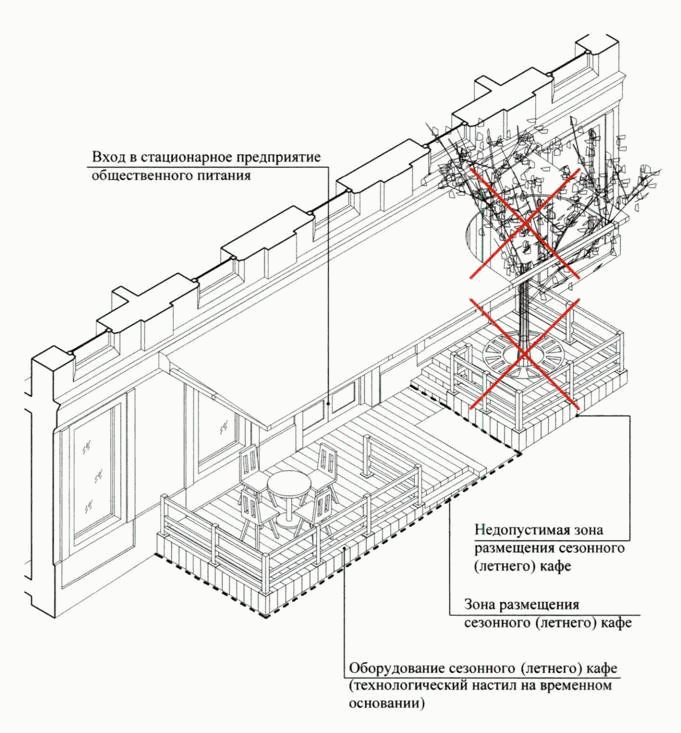 Вход в стационарное предприятие
общественного питания
Недопустимая зона
размещения сезонного
(летнего) кафе
Зона размещения
сезонного (летнего) кафе
Оборудование сезонного (летнего) кафе
(технологический настил на временном
основании)